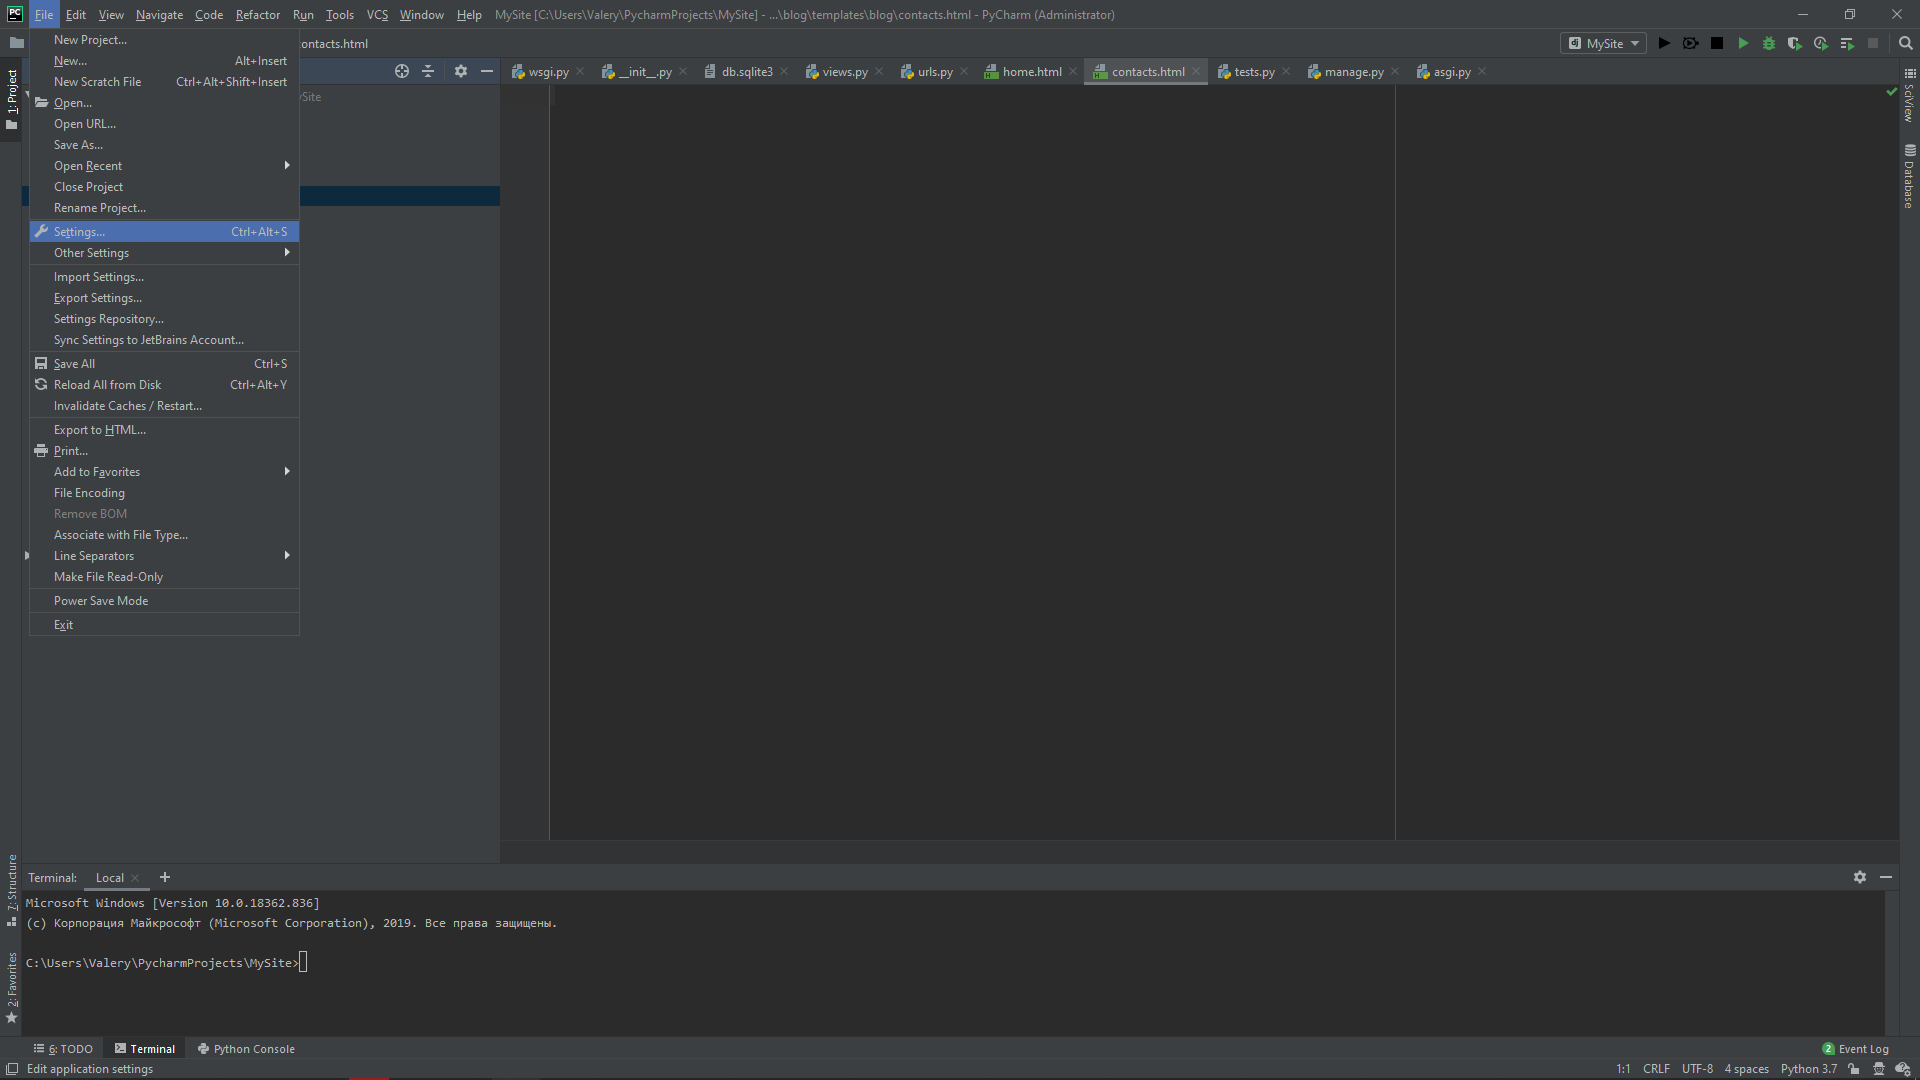 PC File Edit View Navigate Code Refactor Run Tools VCS Window Help MySite [C:\Users\Valery\PycharmProjects\MySite] - ...\blog\templates\blog\contacts.html - PyCharm (Administrator)
ontacts.html
MySite
New Project...
New... Alt+Insert
New Scratch File Ctrl+Alt+Shift+Insert
Open...
Open URL...
Save As...
Open Recent
Close Project
Rename Project...
Settings... Ctrl+Alt+S
Other Settings
Import Settings...
Export Settings...
Settings Repository...
Sync Settings to JetBrains Account...
Save All Ctrl+S
Reload All from Disk Ctrl+Alt+Y
Invalidate Caches / Restart...
Export to HTML...
Print...
Add to Favorites
File Encoding
Remove BOM
Associate with File Type...
Line Separators
Make File Read-Only
Power Save Mode
Exit
wsgi.py __init__.py db.sqlite3 views.py urls.py home.html contacts.html tests.py manage.py asgi.py
ySite
1: Project
7: Structure
2: Favorites
SciView
Database
Terminal: Local
Microsoft Windows [Version 10.0.18362.836]
(c) Корпорация Майкрософт (Microsoft Corporation), 2019. Все права защищены.
C:\Users\Valery\PycharmProjects\MySite>
6: TODO Terminal Python Console
2 Event Log
Edit application settings
1:1 CRLF UTF-8 4 spaces Python 3.7